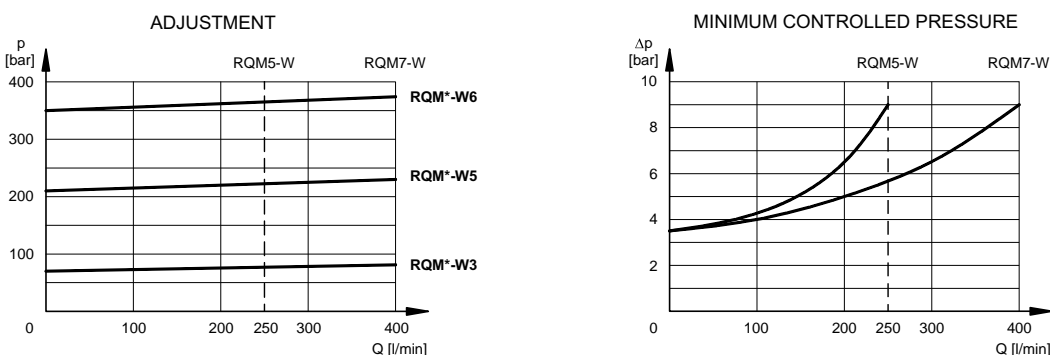 ADJUSTMENT
p
[bar]
RQM5-W
RQM7-W
400
300
200
100
0
100
200
250
300
400
Q [l/min]
RQM*-W6
RQM*-W5
RQM*-W3
MINIMUM CONTROLLED PRESSURE
Δp
[bar]
RQM5-W
RQM7-W
10
8
6
4
2
0
100
200
250
300
400
Q [l/min]